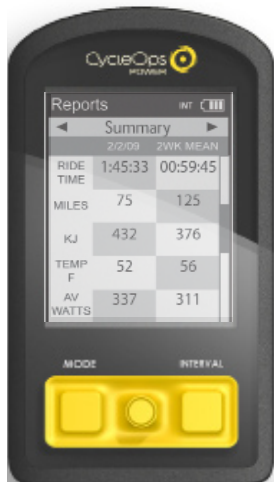 CycleOps
POWER
Reports INT
Summary
2/2/09 2WK MEAN
RIDE TIME 1:45:33 00:59:45
MILES 75 125
KJ 432 376
TEMP F 52 56
AV WATTS 337 311
MODE INTERVAL